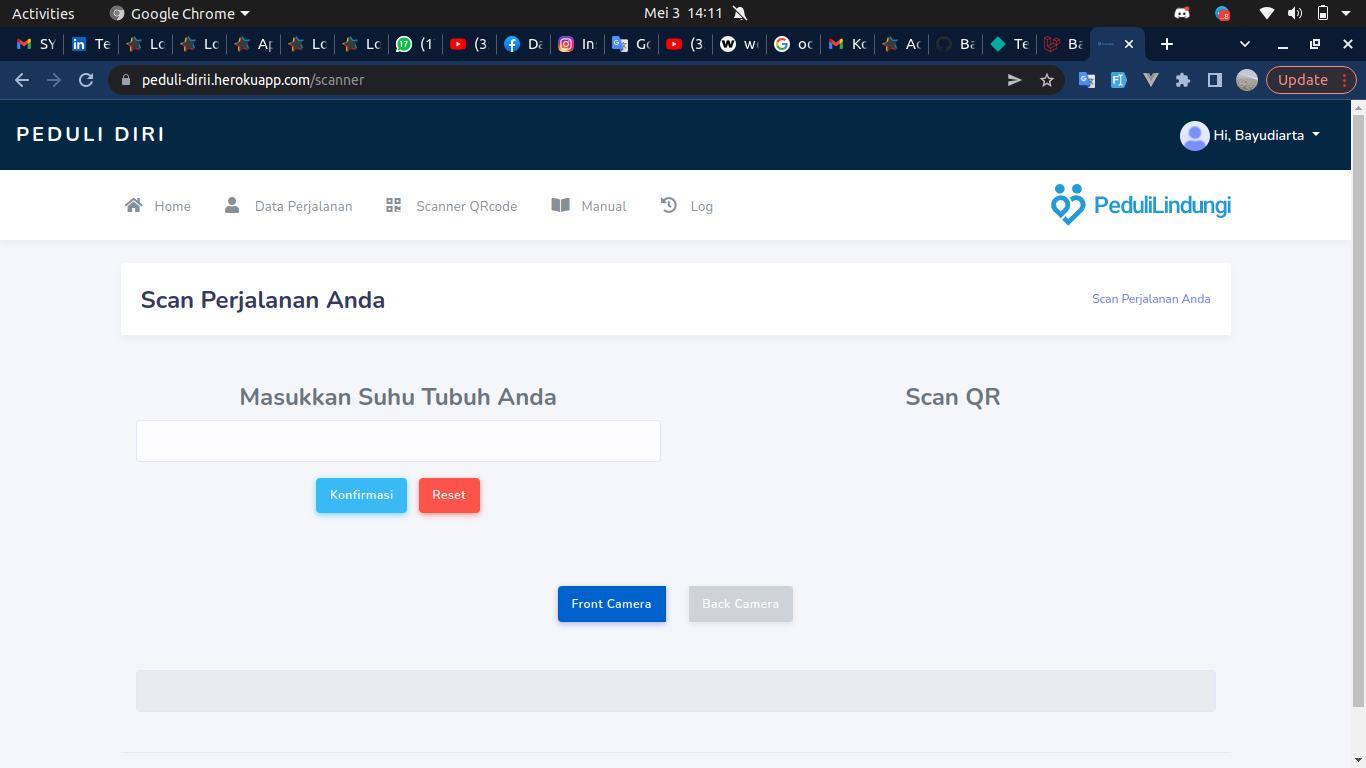 Activities Google Chrome Mei 3 14:11
SY Te Lo Lo Ap Lo Lo (1 (3 Da In Go (3 we oc Ko Ac Ba Te Ba
peduli-dirii.herokuapp.com/scanner Update
PEDULI DIRI Hi, Bayudiarta
Home Data Perjalanan Scanner QRcode Manual Log PeduliLindungi
Scan Perjalanan Anda Scan Perjalanan Anda
Masukkan Suhu Tubuh Anda Scan QR
Konfirmasi Reset
Front Camera Back Camera